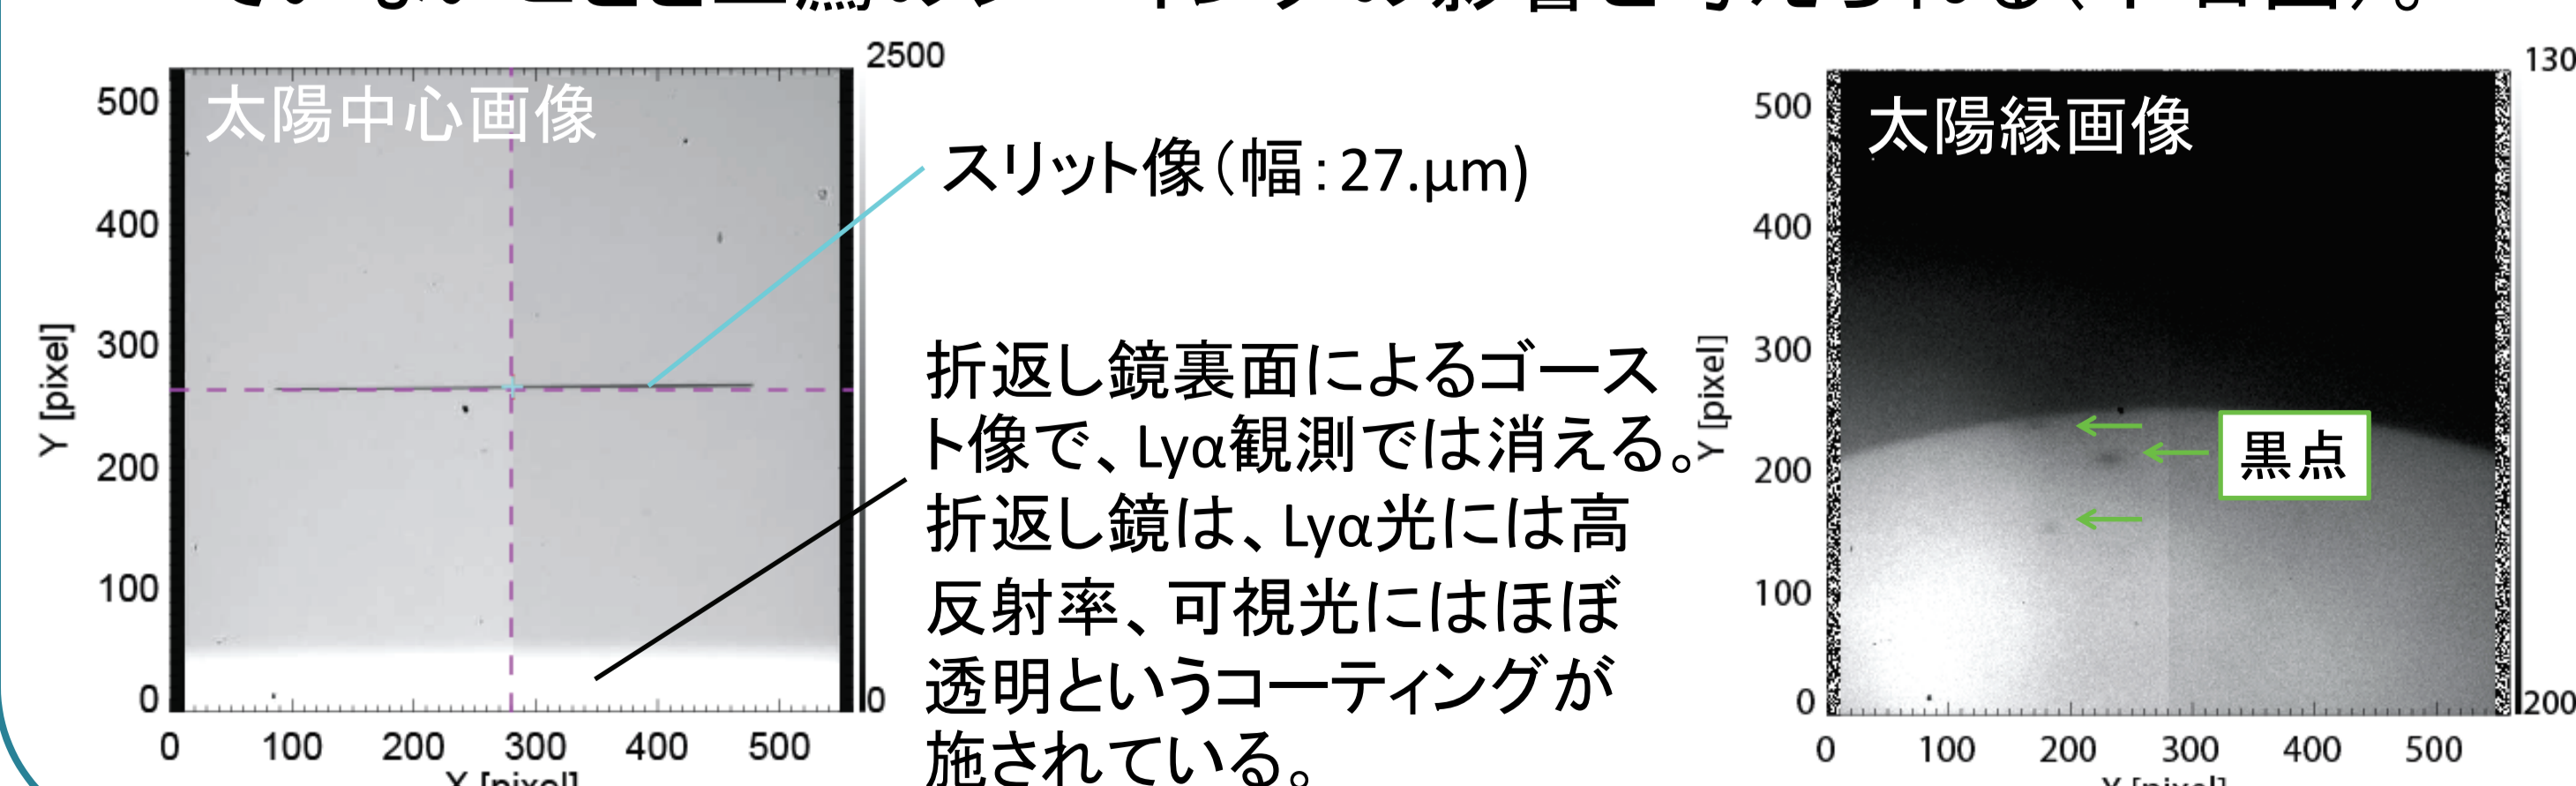 2500
太陽中心画像
500
400
300
200
100
0
Y [pixel]
0 100 200 300 400 500
0
スリット像(幅:27.μm)
折返し鏡裏面によるゴース
ト像で、Lyα観測では消える。
折返し鏡は、Lyα光には高
反射率、可視光にはほぼ
透明というコーティングが
施されている。
130
太陽縁画像
500
400
300
200
100
0
Y [pixel]
黒点
200
0 100 200 300 400 500